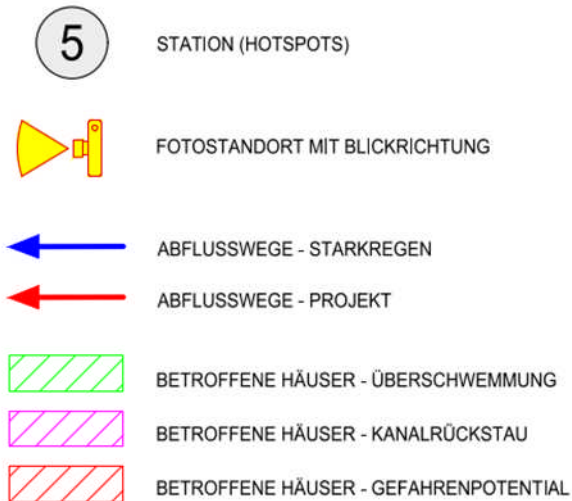 5 STATION (HOTSPOTS)
FOTOSTANDORT MIT BLICKRICHTUNG
ABFLUSSWEGE - STARKREGEN
ABFLUSSWEGE - PROJEKT
BETROFFENE HÄUSER - ÜBERSCHWEMMUNG
BETROFFENE HÄUSER - KANALRÜCKSTAU
BETROFFENE HÄUSER - GEFAHRENPOTENTIAL